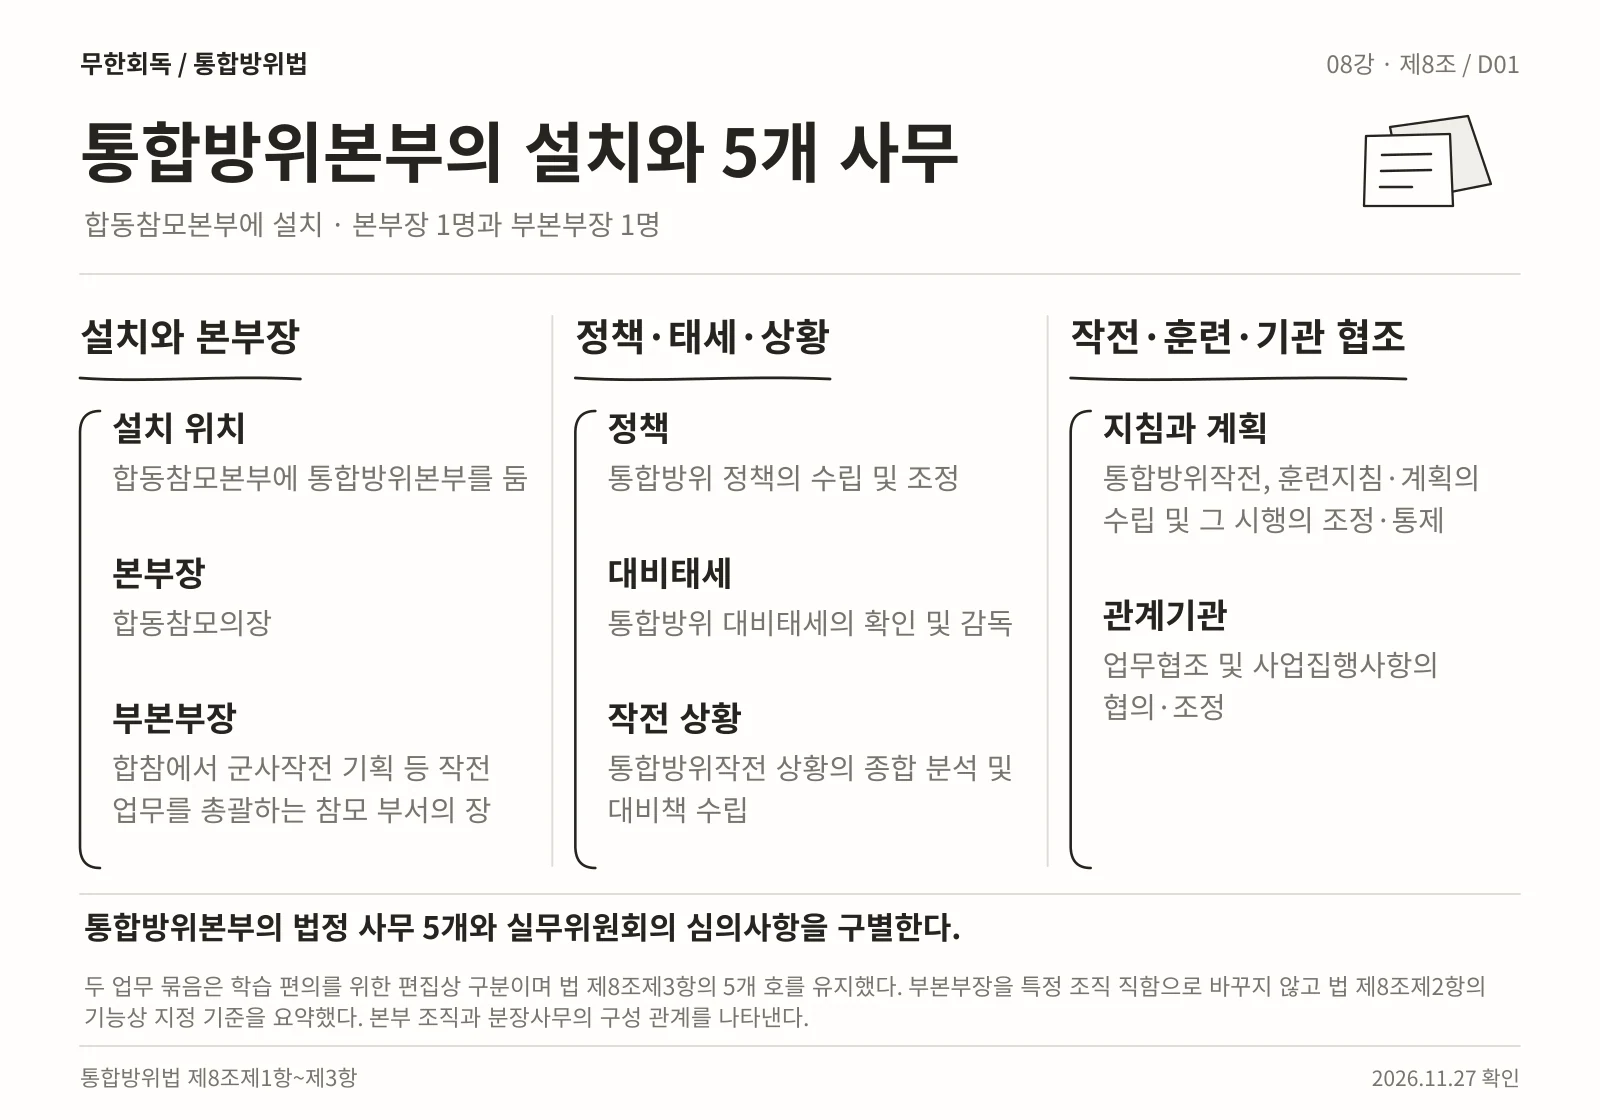 무한회독 / 통합방위법
08강 · 제8조 / D01
통합방위본부의 설치와 5개 사무
합동참모본부에 설치 · 본부장 1명과 부본부장 1명
설치와 본부장
설치 위치
합동참모본부에 통합방위본부를 둠
본부장
합동참모의장
부본부장
합참에서 군사작전 기획 등 작전
업무를 총괄하는 참모 부서의 장
정책·태세·상황
정책
통합방위 정책의 수립 및 조정
대비태세
통합방위 대비태세의 확인 및 감독
작전 상황
통합방위작전 상황의 종합 분석 및
대비책 수립
작전·훈련·기관 협조
지침과 계획
통합방위작전, 훈련지침·계획의
수립 및 그 시행의 조정·통제
관계기관
업무협조 및 사업집행사항의
협의·조정
통합방위본부의 법정 사무 5개와 실무위원회의 심의사항을 구별한다.
두 업무 묶음은 학습 편의를 위한 편집상 구분이며 법 제8조제3항의 5개 호를 유지했다. 부본부장을 특정 조직 직함으로 바꾸지 않고 법 제8조제2항의
기능상 지정 기준을 요약했다. 본부 조직과 분장사무의 구성 관계를 나타낸다.
통합방위법 제8조제1항~제3항
2026.11.27 확인